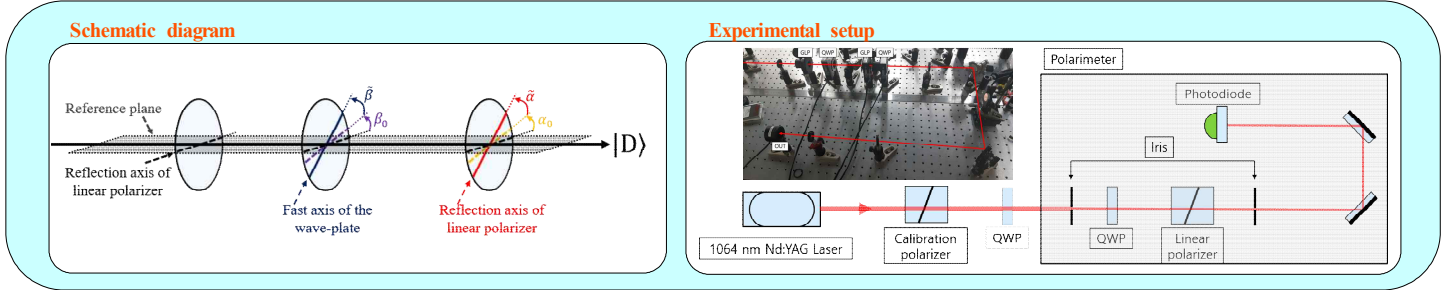 Schematic diagram
Reference plane
Reflection axis of
linear polarizer
β̃
β₀
Fast axis of the
wave-plate
α̃
α₀
Reflection axis of
linear polarizer
|D⟩
Experimental setup
GLP
QWP
GLP
QWP
DUT
1064 nm Nd:YAG Laser
Calibration
polarizer
QWP
Polarimeter
Photodiode
Iris
QWP
Linear
polarizer